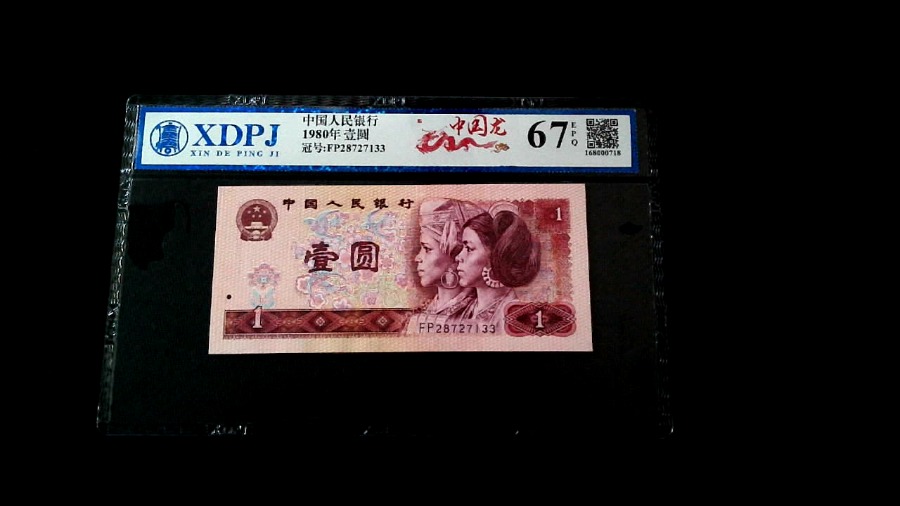 XDPJ
XIN DE PING JI
中国人民银行
1980年 壹圓
冠号:FP28727133
中国龙
67 EPQ
168000718
中国人民银行
壹圆
1
1
FP28727133
1